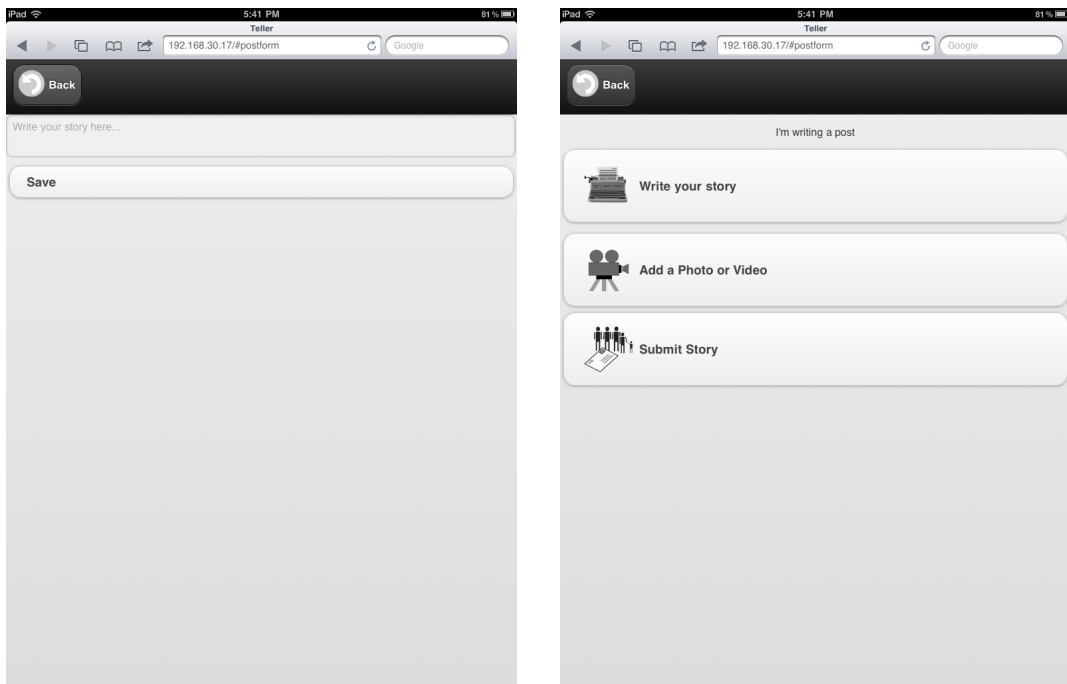 iPad 5:41 PM 81 %
Teller
192.168.30.17/#postform Google
Back
Write your story here...
Save
iPad 5:41 PM 81 %
Teller
192.168.30.17/#postform Google
Back
I'm writing a post
Write your story
Add a Photo or Video
Submit Story